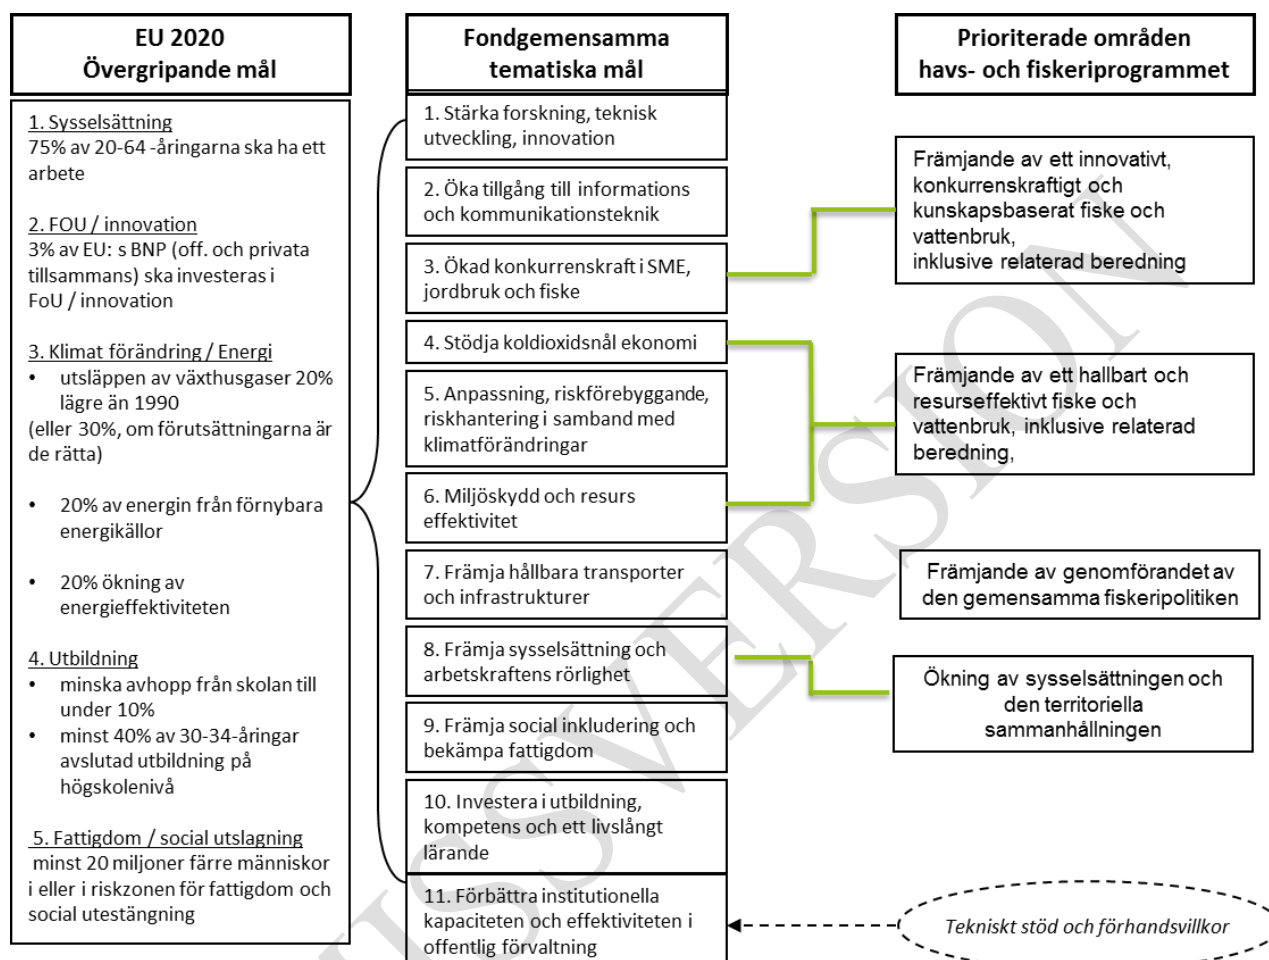 EU 2020
Övergripande mål
1. Sysselsättning
75% av 20-64 -åringarna ska ha ett
arbete
2. FOU / innovation
3% av EU: s BNP (off. och privata
tillsammans) ska investeras i
FoU / innovation
3. Klimat förändring / Energi
• utsläppen av växthusgaser 20%
lägre än 1990
(eller 30%, om förutsättningarna är
de rätta)
• 20% av energin från förnybara
energikällor
• 20% ökning av
energieffektiviteten
4. Utbildning
• minska avhopp från skolan till
under 10%
• minst 40% av 30-34-åringar
avslutad utbildning på
högskolenivå
5. Fattigdom / social utslagning
minst 20 miljoner färre människor
i eller i riskzonen för fattigdom och
social utestängning
Fondgemensamma
tematiska mål
1. Stärka forskning, teknisk
utveckling, innovation
2. Öka tillgång till informations
och kommunikationsteknik
3. Ökad konkurrenskraft i SME,
jordbruk och fiske
4. Stödja koldioxidsnål ekonomi
5. Anpassning, riskförebyggande,
riskhantering i samband med
klimatförändringar
6. Miljöskydd och resurs
effektivitet
7. Främja hållbara transporter
och infrastrukturer
8. Främja sysselsättning och
arbetskraftens rörlighet
9. Främja social inkludering och
bekämpa fattigdom
10. Investera i utbildning,
kompetens och ett livslångt
lärande
11. Förbättra institutionella
kapaciteten och effektiviteten i
offentlig förvaltning
Prioriterade områden
havs- och fiskeriprogrammet
Främjande av ett innovativt,
konkurrenskraftigt och
kunskapsbaserat fiske och
vattenbruk,
inklusive relaterad beredning
Främjande av ett hallbart och
resurseffektivt fiske och
vattenbruk, inklusive relaterad
beredning,
Främjande av genomförandet av
den gemensamma fiskeripolitiken
Ökning av sysselsättningen och
den territoriella
sammanhållningen
Tekniskt stöd och förhandsvillkor
ISS VERSION